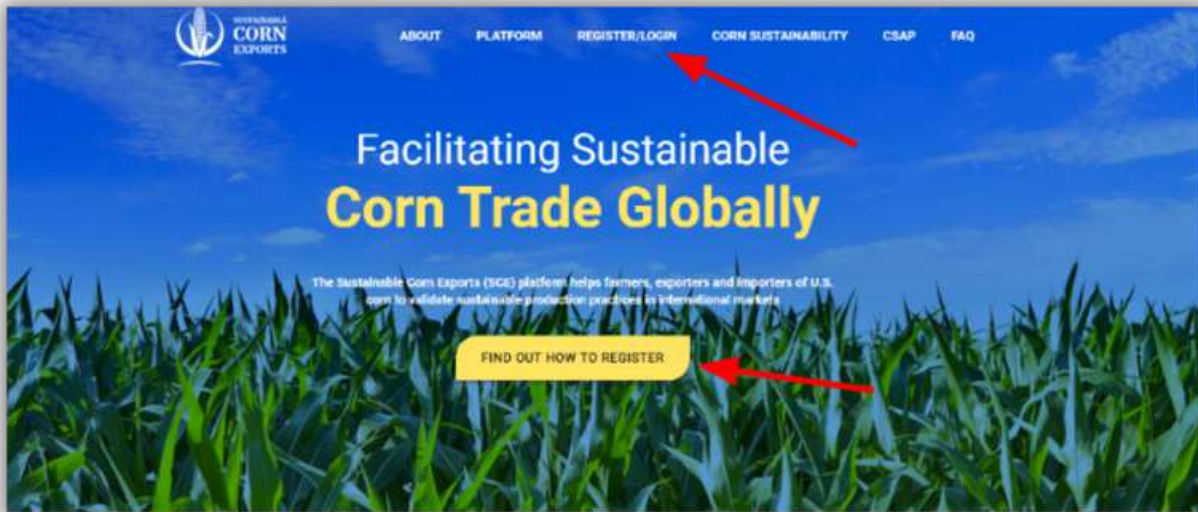 SUSTAINABLE
CORN
EXPORTS
ABOUT PLATFORM REGISTER/LOGIN CORN SUSTAINABILITY CSAP FAQ
Facilitating Sustainable
Corn Trade Globally
The Sustainable Corn Exports (SCE) platform helps farmers, exporters and importers of U.S.
corn to validate sustainable production practices in international markets
FIND OUT HOW TO REGISTER